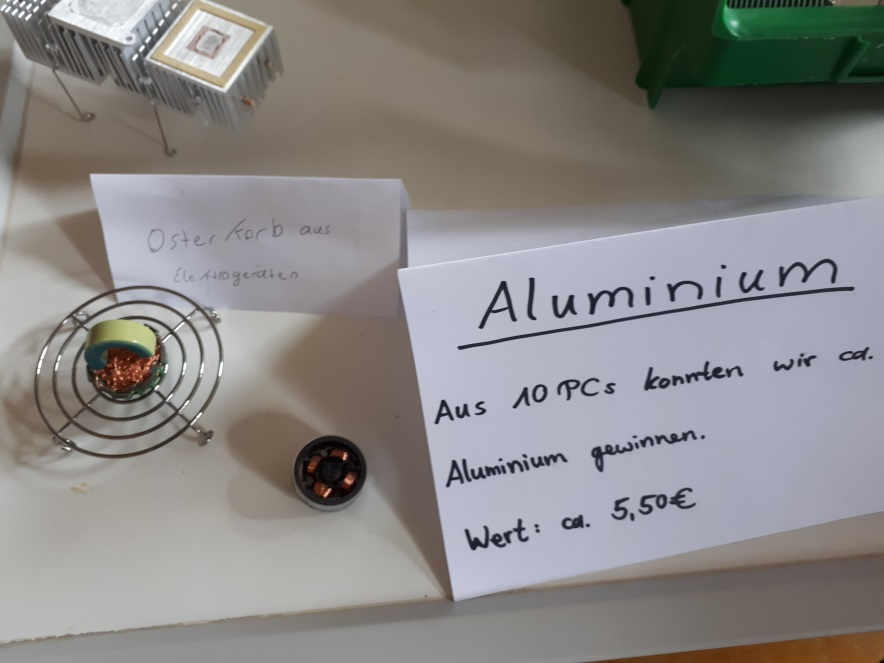 Osterkorb aus
Elektrogeräten
Aluminium
Aus 10 PCs konnten wir ca.
Aluminium gewinnen.
Wert: ca. 5,50€